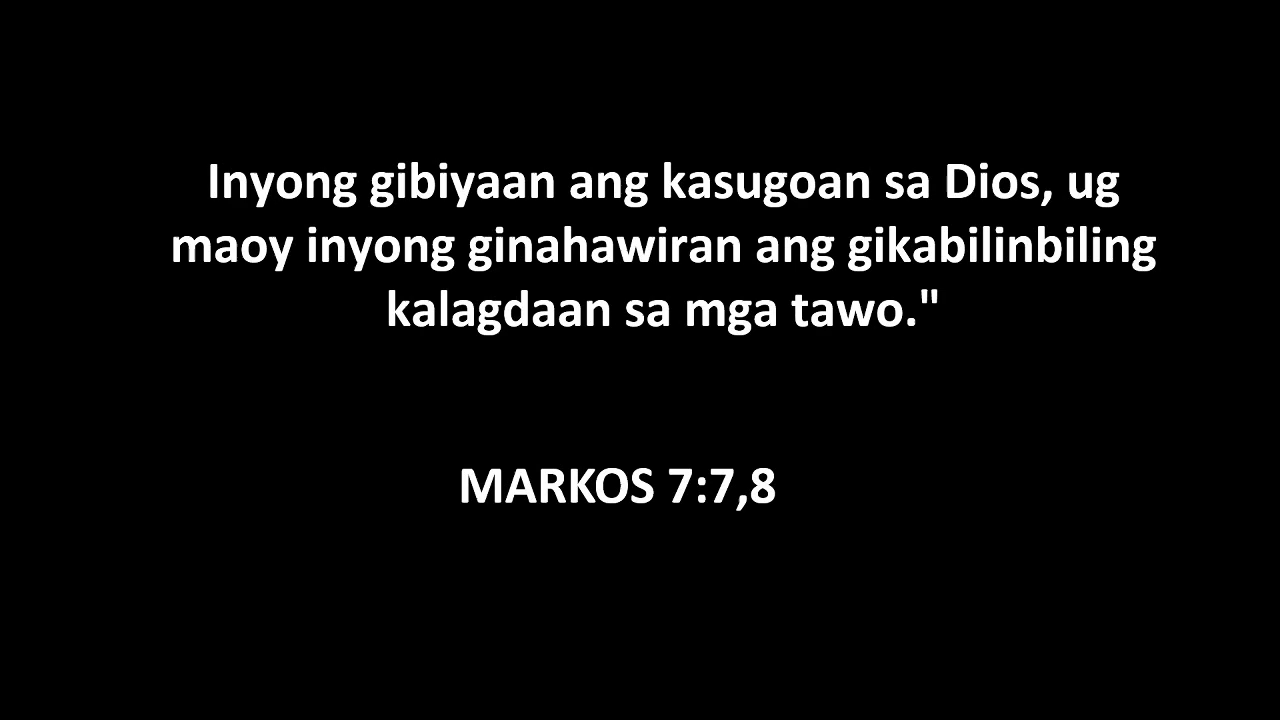 Inyong gibiyaan ang kasugoan sa Dios, ug
maoy inyong ginahawiran ang gikabilinbiling
kalagdaan sa mga tawo."
MARKOS 7:7,8